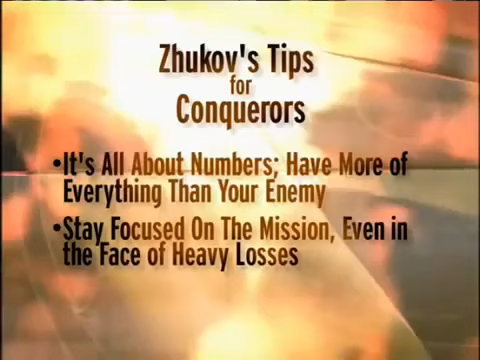 Zhukov's Tips
for
Conquerors
•It's All About Numbers; Have More of
Everything Than Your Enemy
•Stay Focused On The Mission, Even in
the Face of Heavy Losses